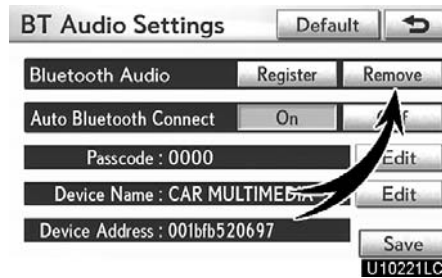 BT Audio Settings Default
Bluetooth Audio Register Remove
Auto Bluetooth Connect On
Passcode : 0000 Edit
Device Name : CAR MULTIMEDIA Edit
Device Address : 001bfb520697
Save
U10221LC